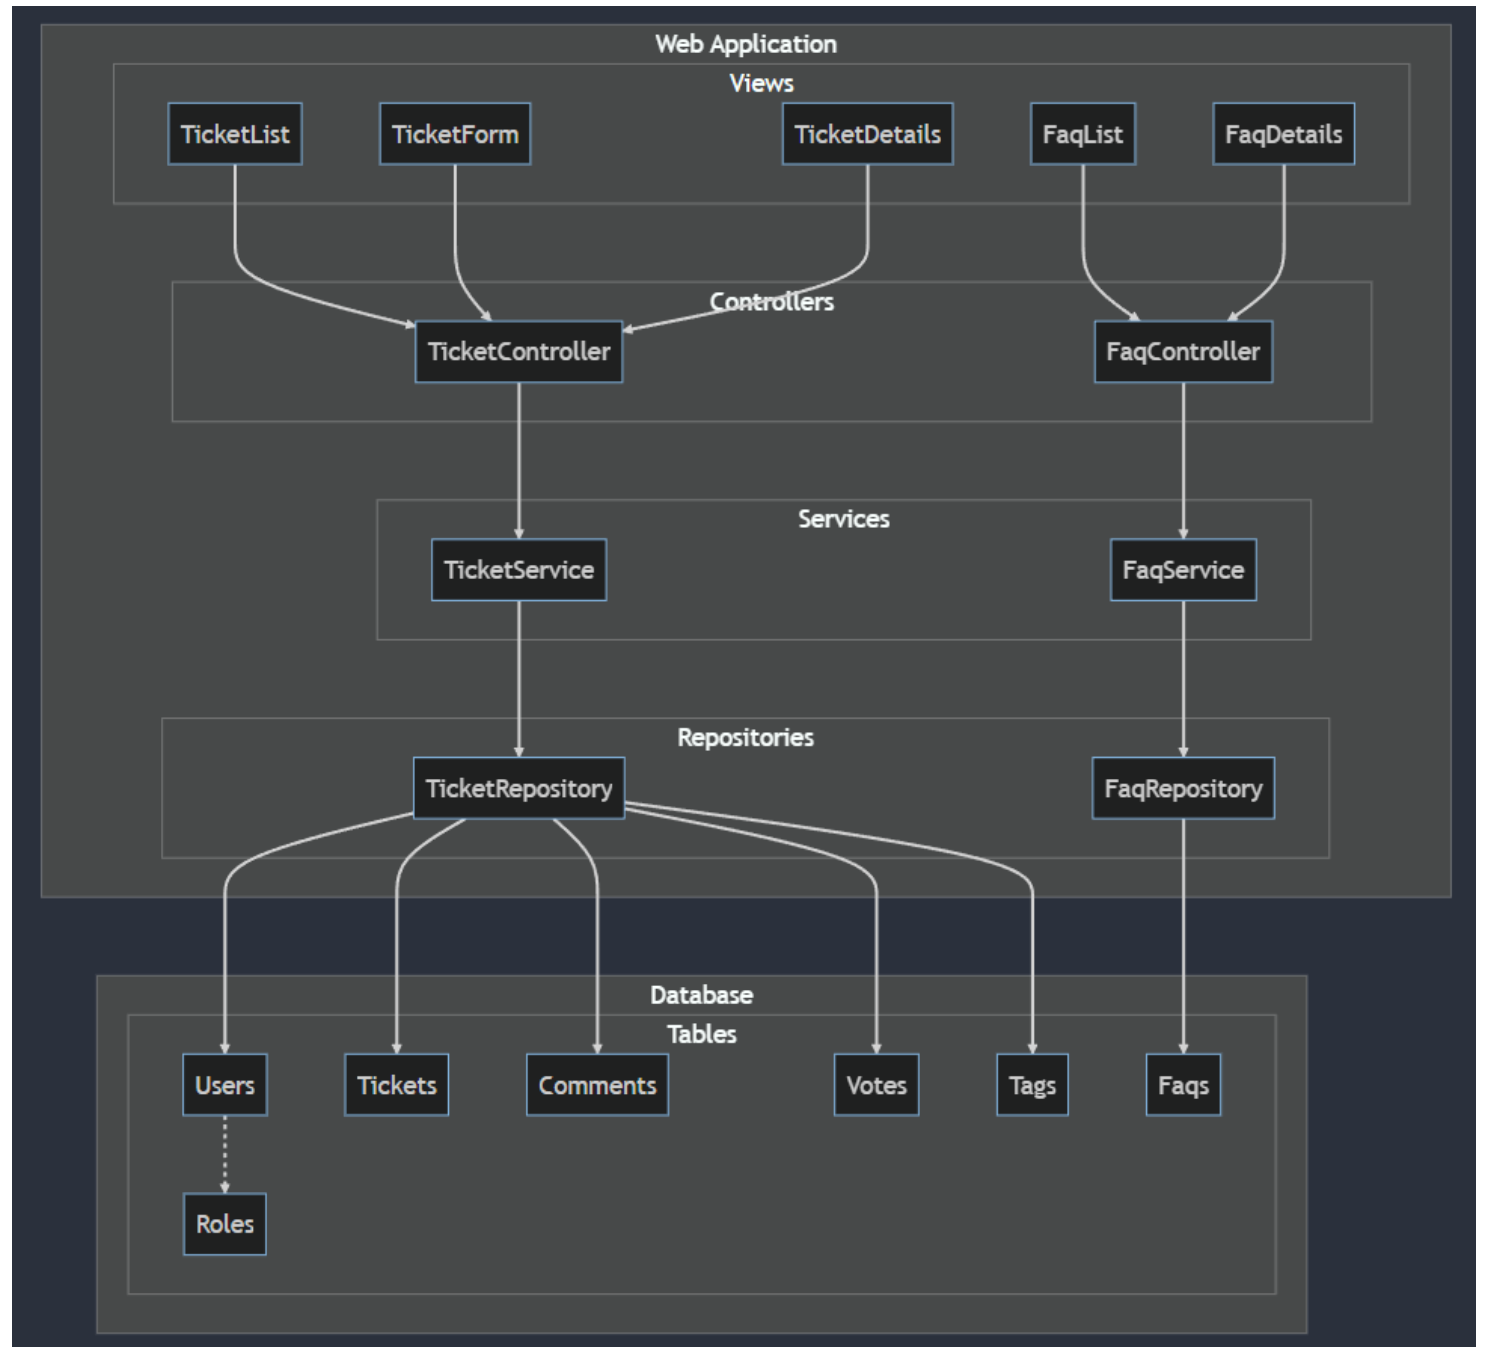 Web Application
Views
TicketList
TicketForm
TicketDetails
FaqList
FaqDetails
Controllers
TicketController
FaqController
Services
TicketService
FaqService
Repositories
TicketRepository
FaqRepository
Database
Tables
Users
Tickets
Comments
Votes
Tags
Faqs
Roles